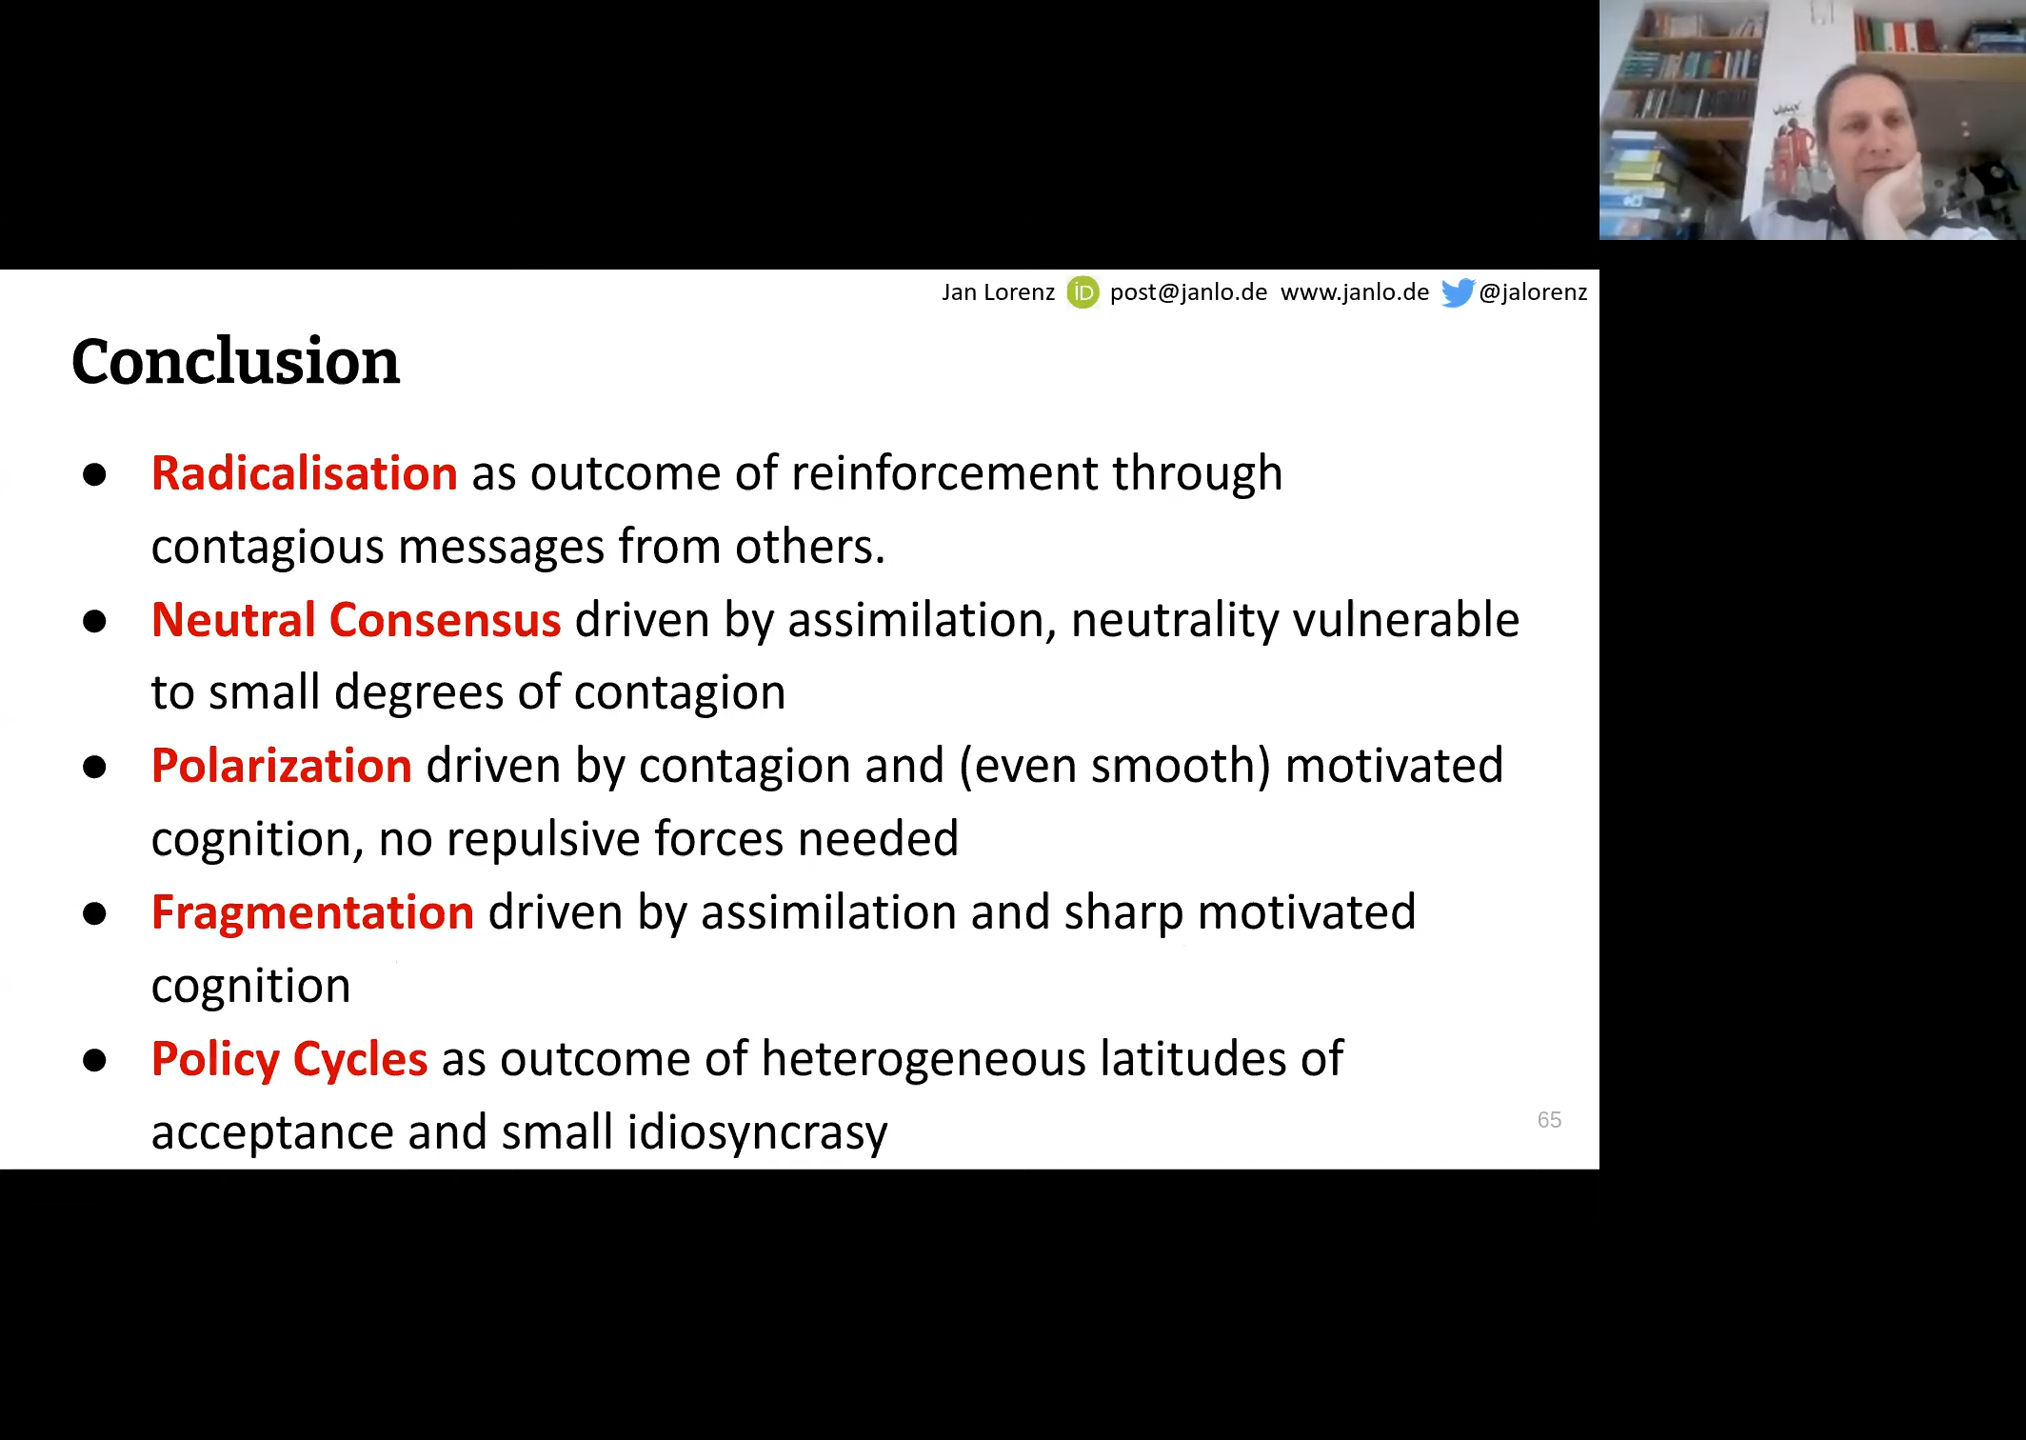 Jan Lorenz iD post@janlo.de www.janlo.de @jalorenz
Conclusion
● Radicalisation as outcome of reinforcement through
contagious messages from others.
● Neutral Consensus driven by assimilation, neutrality vulnerable
to small degrees of contagion
● Polarization driven by contagion and (even smooth) motivated
cognition, no repulsive forces needed
● Fragmentation driven by assimilation and sharp motivated
cognition
● Policy Cycles as outcome of heterogeneous latitudes of
acceptance and small idiosyncrasy
65